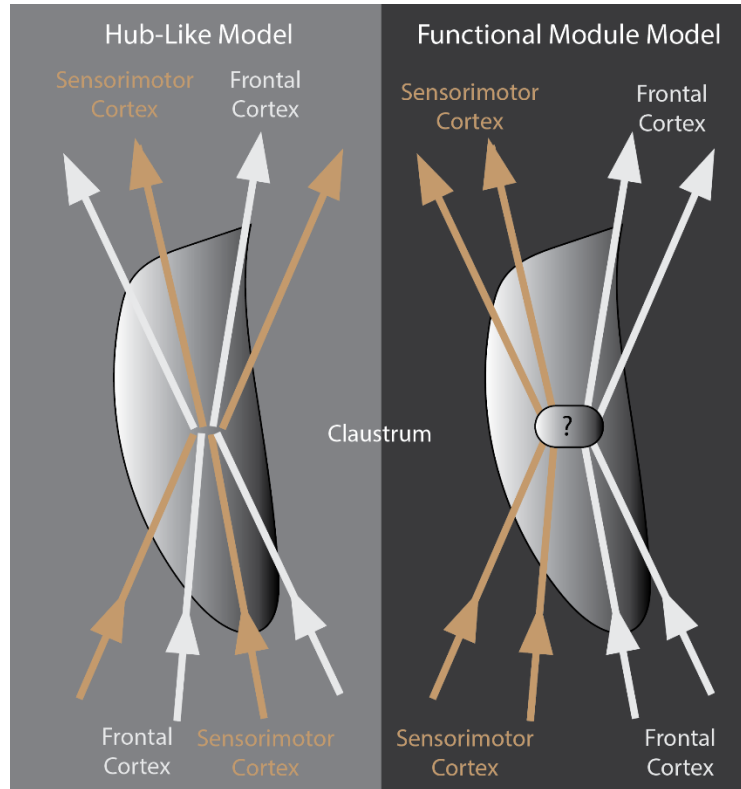 Hub-Like Model
Sensorimotor
Cortex
Frontal
Cortex
Frontal
Cortex
Sensorimotor
Cortex
Claustrum
Functional Module Model
Sensorimotor
Cortex
Frontal
Cortex
?
Sensorimotor
Cortex
Frontal
Cortex